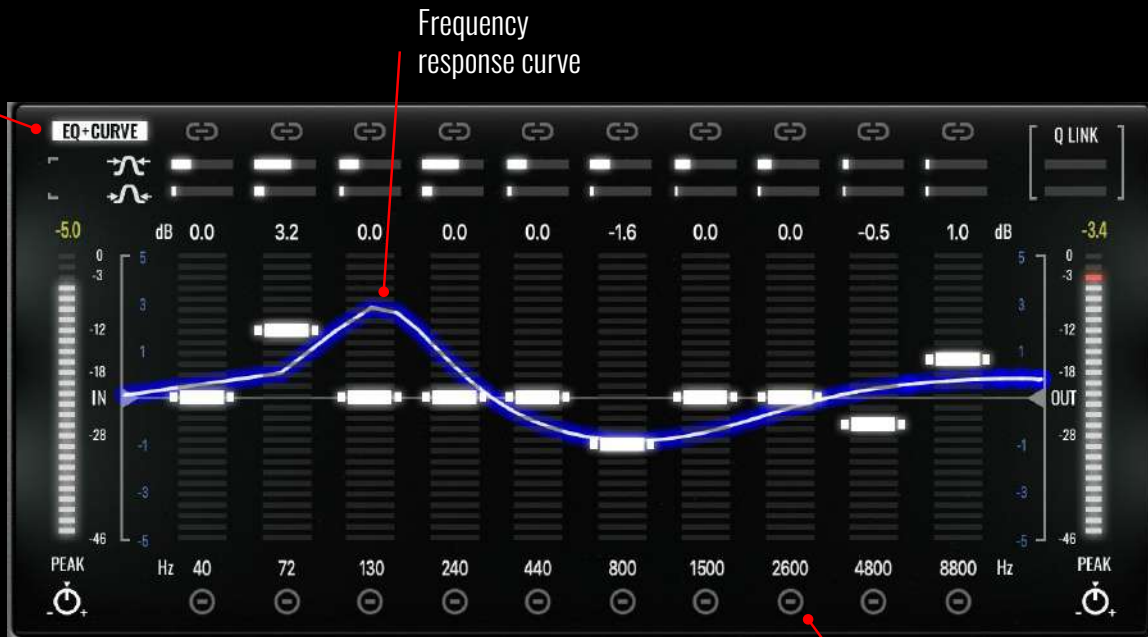 Frequency
response curve
EQ+CURVE
Q LINK
-5.0 dB 0.0 3.2 0.0 0.0 0.0 -1.6 0.0 0.0 -0.5 1.0 dB -3.4
0 5 5 0
-3 -3
3 3
-12 -12
1 1
-18 -18
IN OUT
-28 -1 -1 -28
-3 -3
-46 -5 -5 -46
PEAK Hz 40 72 130 240 440 800 1500 2600 4800 8800 Hz PEAK
- + - +